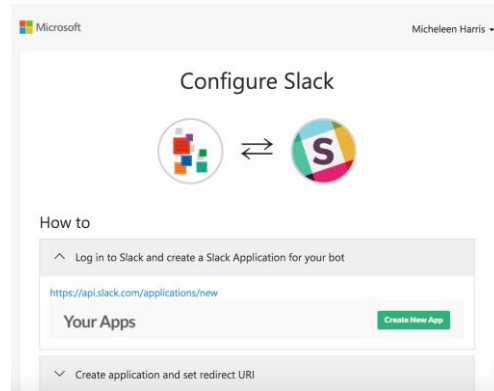 Microsoft
Micheleen Harris
Configure Slack
S
How to
Log in to Slack and create a Slack Application for your bot
https://api.slack.com/applications/new
Your Apps
Create New App
Create application and set redirect URI